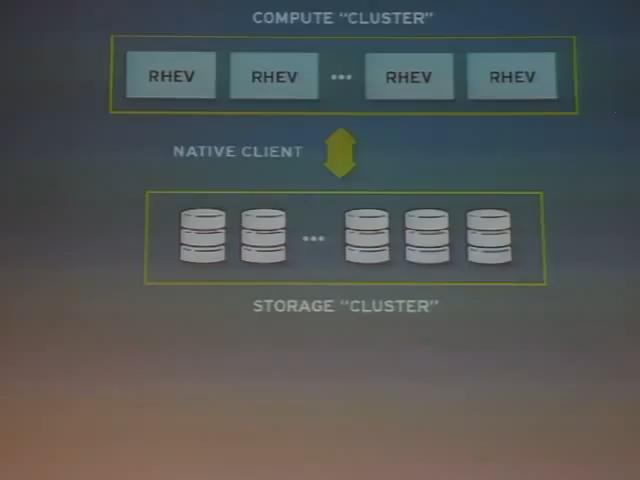 COMPUTE “CLUSTER”
RHEV RHEV ... RHEV RHEV
NATIVE CLIENT
...
STORAGE “CLUSTER”